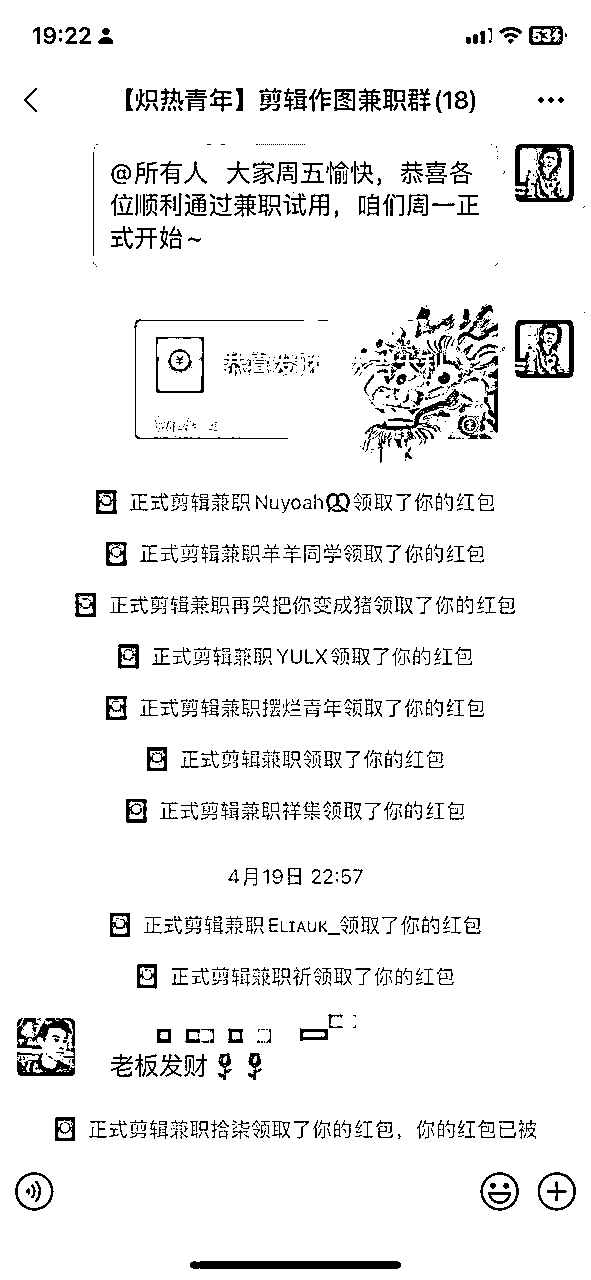 19:22
53
【炽热青年】剪辑作图兼职群(18)
@所有人 大家周五愉快，恭喜各
位顺利通过兼职试用，咱们周一正
式开始~
恭喜发财
正式剪辑兼职Nuyoah领取了你的红包
正式剪辑兼职羊羊同学领取了你的红包
正式剪辑兼职再哭把你变成猪领取了你的红包
正式剪辑兼职YULX领取了你的红包
正式剪辑兼职摆烂青年领取了你的红包
正式剪辑兼职领取了你的红包
正式剪辑兼职祥集领取了你的红包
4月19日 22:57
正式剪辑兼职ELIAUK_领取了你的红包
正式剪辑兼职祈领取了你的红包
老板发财
正式剪辑兼职拾柒领取了你的红包，你的红包已被